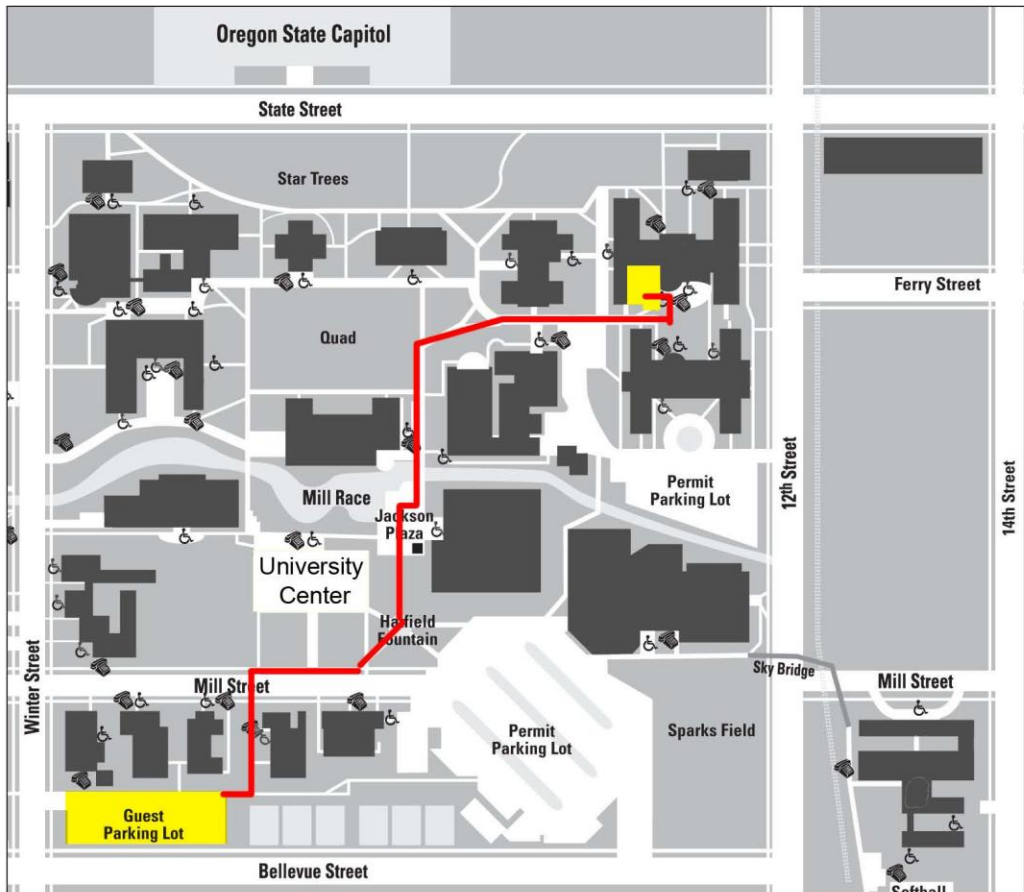 Oregon State Capitol
State Street
Star Trees
Ferry Street
Quad
Mill Race
Jackson
Plaza
Permit
Parking Lot
12th Street
14th Street
University
Center
Hatfield
Fountain
Winter Street
Mill Street
Sky Bridge
Mill Street
Permit
Parking Lot
Sparks Field
Guest
Parking Lot
Bellevue Street
Softball